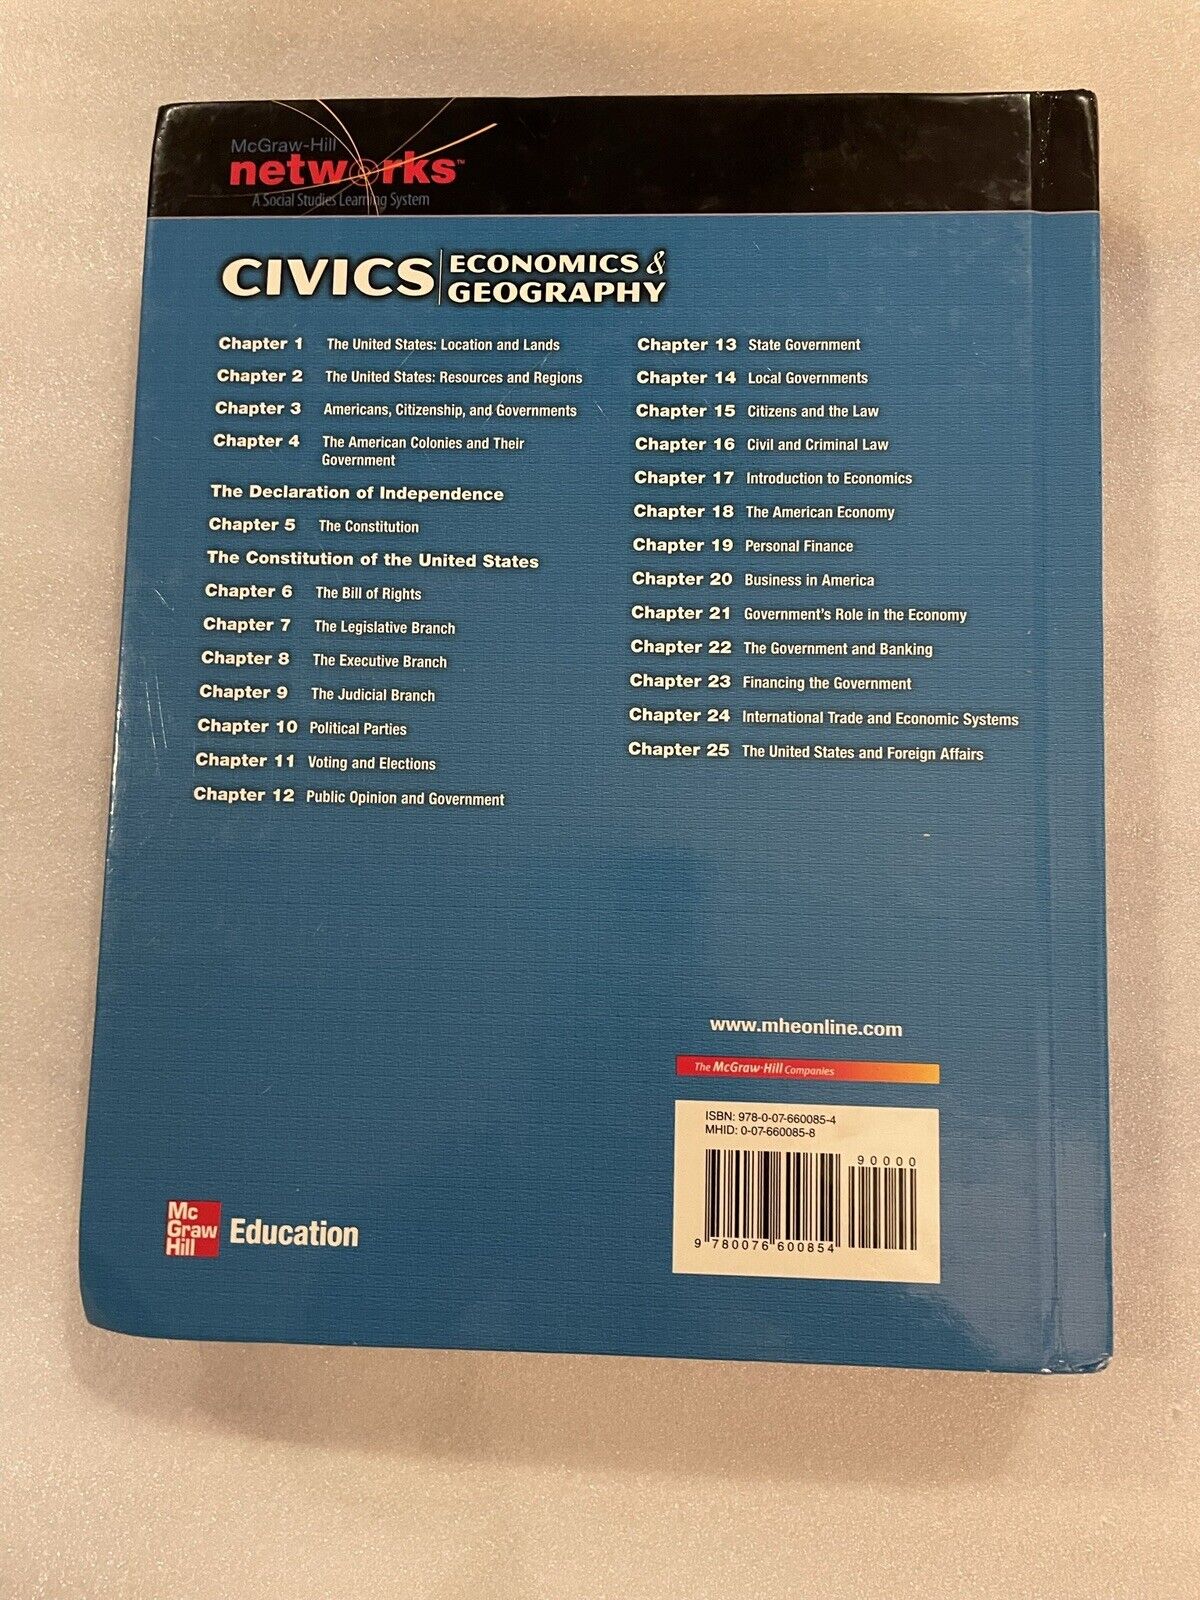 McGraw-Hill
networks™
A Social Studies Learning System
CIVICS ECONOMICS &
GEOGRAPHY
Chapter 1 The United States: Location and Lands
Chapter 2 The United States: Resources and Regions
Chapter 3 Americans, Citizenship, and Governments
Chapter 4 The American Colonies and Their
Government
The Declaration of Independence
Chapter 5 The Constitution
The Constitution of the United States
Chapter 6 The Bill of Rights
Chapter 7 The Legislative Branch
Chapter 8 The Executive Branch
Chapter 9 The Judicial Branch
Chapter 10 Political Parties
Chapter 11 Voting and Elections
Chapter 12 Public Opinion and Government
Chapter 13 State Government
Chapter 14 Local Governments
Chapter 15 Citizens and the Law
Chapter 16 Civil and Criminal Law
Chapter 17 Introduction to Economics
Chapter 18 The American Economy
Chapter 19 Personal Finance
Chapter 20 Business in America
Chapter 21 Government's Role in the Economy
Chapter 22 The Government and Banking
Chapter 23 Financing the Government
Chapter 24 International Trade and Economic Systems
Chapter 25 The United States and Foreign Affairs
www.mheonline.com
The McGraw-Hill Companies
ISBN: 978-0-07-660085-4
MHID: 0-07-660085-8
90000
9 780076 600854
Mc
Graw
Hill
Education